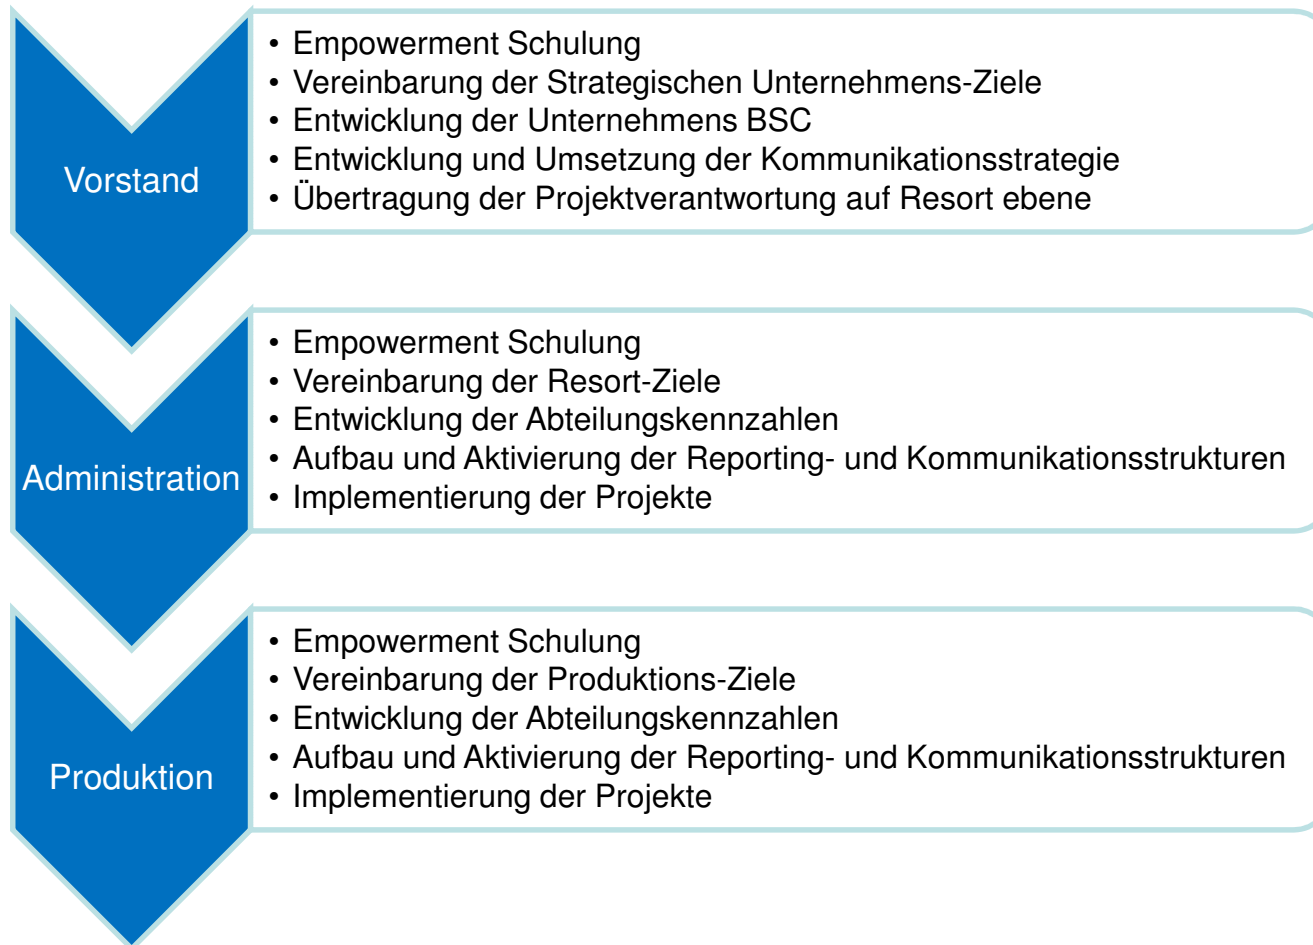 Vorstand
• Empowerment Schulung
• Vereinbarung der Strategischen Unternehmens-Ziele
• Entwicklung der Unternehmens BSC
• Entwicklung und Umsetzung der Kommunikationsstrategie
• Übertragung der Projektverantwortung auf Resort ebene
Administration
• Empowerment Schulung
• Vereinbarung der Resort-Ziele
• Entwicklung der Abteilungskennzahlen
• Aufbau und Aktivierung der Reporting- und Kommunikationsstrukturen
• Implementierung der Projekte
Produktion
• Empowerment Schulung
• Vereinbarung der Produktions-Ziele
• Entwicklung der Abteilungskennzahlen
• Aufbau und Aktivierung der Reporting- und Kommunikationsstrukturen
• Implementierung der Projekte